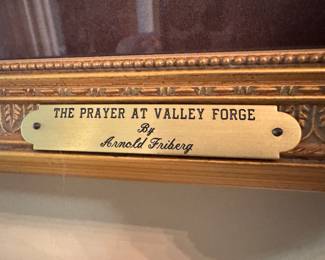 THE PRAYER AT VALLEY FORGE
By
Arnold Friberg